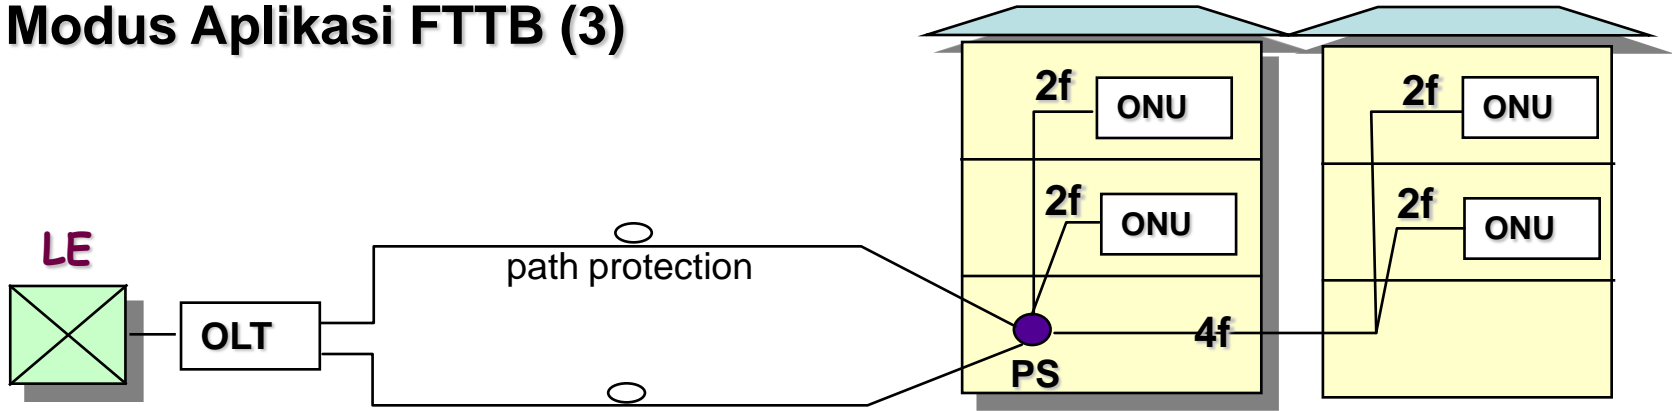 Modus Aplikasi FTTB (3)
2f
ONU
2f
ONU
2f
ONU
2f
ONU
LE
path protection
OLT
4f
PS